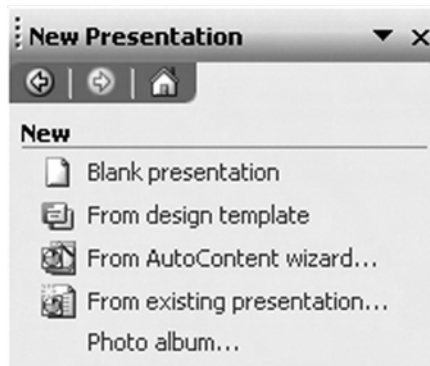 New Presentation
New
Blank presentation
From design template
From AutoContent wizard...
From existing presentation...
Photo album...